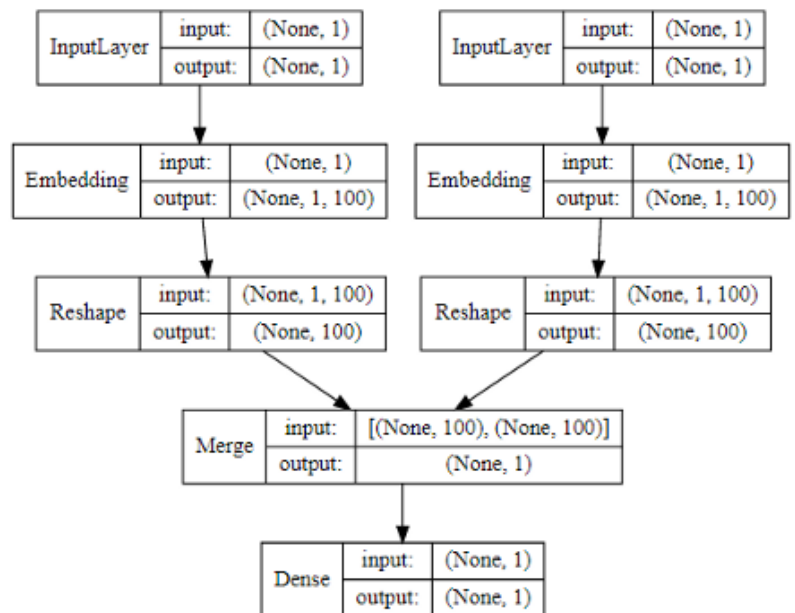 InputLayer input: (None, 1)
output: (None, 1)
InputLayer input: (None, 1)
output: (None, 1)
Embedding input: (None, 1)
output: (None, 1, 100)
Embedding input: (None, 1)
output: (None, 1, 100)
Reshape input: (None, 1, 100)
output: (None, 100)
Reshape input: (None, 1, 100)
output: (None, 100)
Merge input: [(None, 100), (None, 100)]
output: (None, 1)
Dense input: (None, 1)
output: (None, 1)